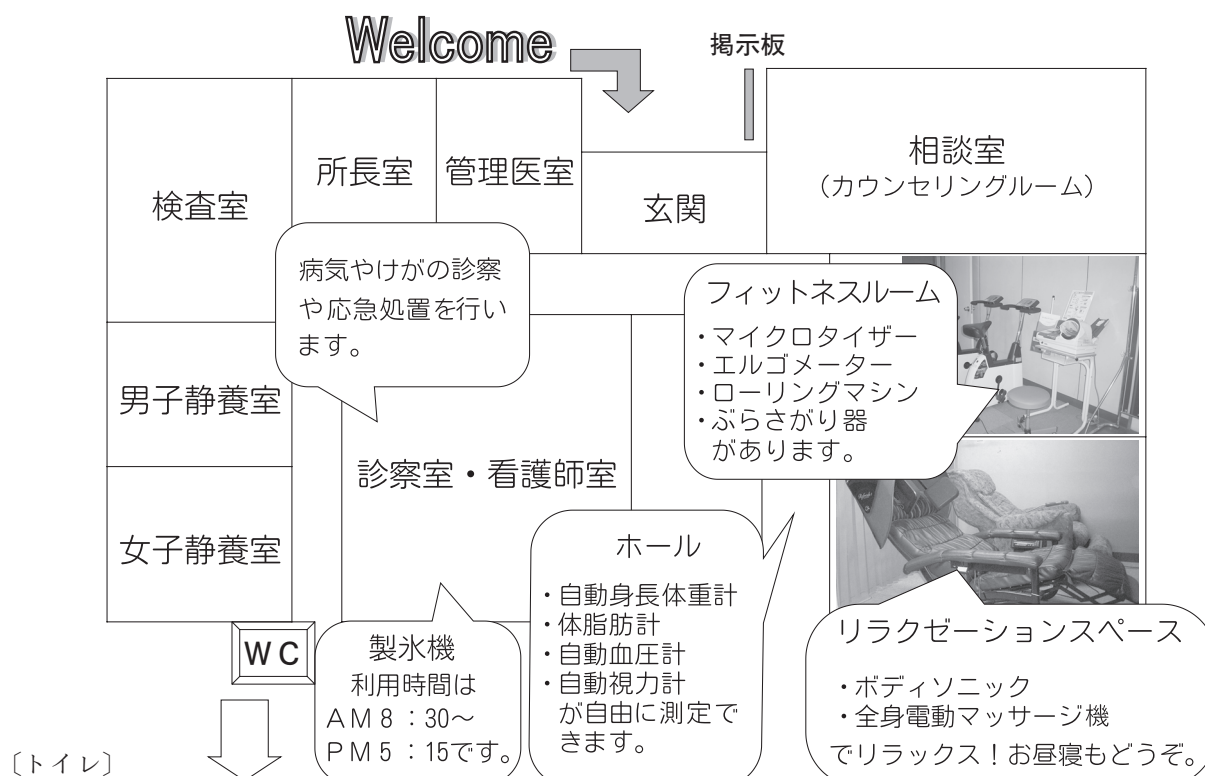 Welcome
掲示板
検査室
所長室
管理医室
玄関
相談室
（カウンセリングルーム）
病気やけがの診察
や応急処置を行い
ます。
フィットネスルーム
・マイクロタイザー
・エルゴメーター
・ローリングマシン
・ぶらさがり器
があります。
男子静養室
診察室・看護師室
女子静養室
ホール
・自動身長体重計
・体脂肪計
・自動血圧計
・自動視力計
が自由に測定で
きます。
WC
製氷機
利用時間は
ＡＭ８：30～
ＰＭ５：15です。
リラクゼーションスペース
・ボディソニック
・全身電動マッサージ機
でリラックス！お昼寝もどうぞ。
〔トイレ〕